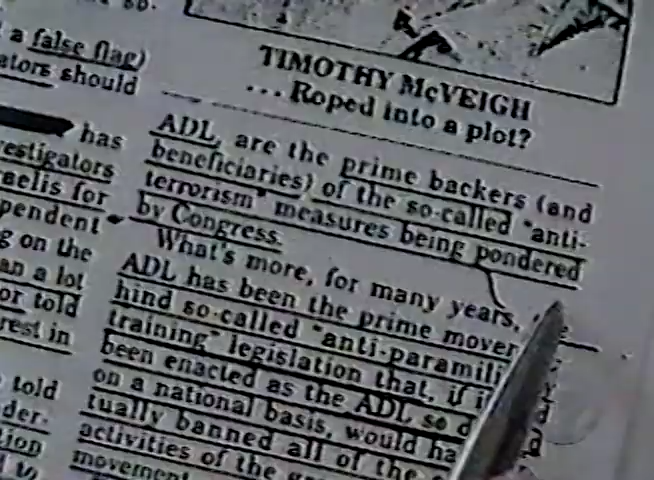 so.
a false flag)
ators should
has
estigators
raelis for
pendent
g on the
an a lot
or told
rest in
told
der-
tion
TIMOTHY McVEIGH
... Roped into a plot?
ADL, are the prime backers (and
beneficiaries) of the so-called "anti-
terrorism" measures being pondered
by Congress.
What's more, for many years,
ADL has been the prime mover
hind so-called "anti-paramili
training" legislation that, if i
been enacted as the ADL so d
on a national basis, would ha
tually banned all of the
activities of the
movement